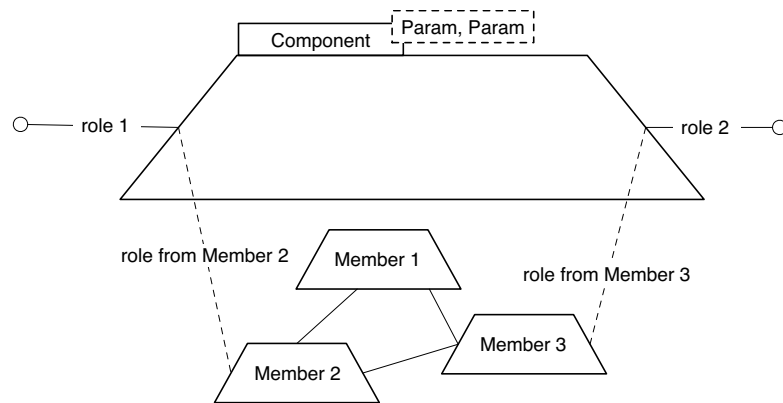 Param, Param
Component
role 1
role 2
role from Member 2
Member 1
role from Member 3
Member 3
Member 2